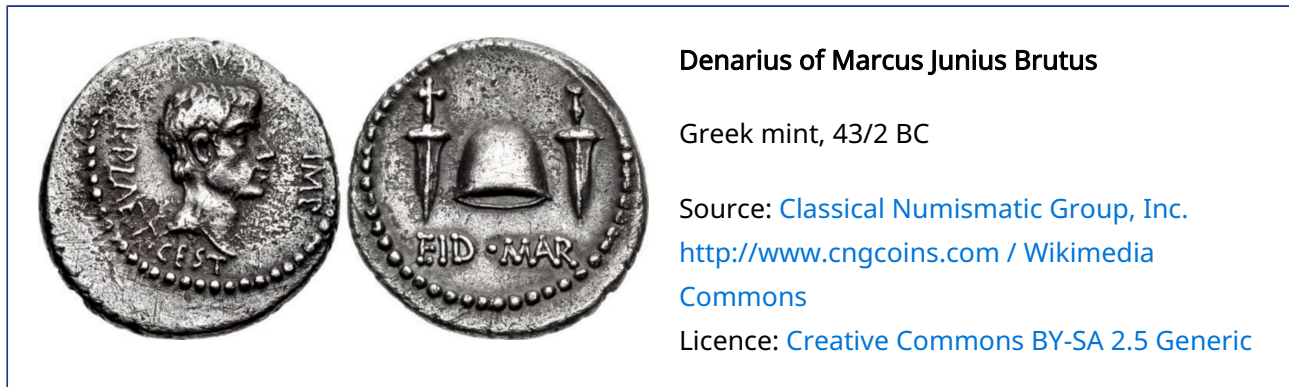 Denarius of Marcus Junius Brutus
Greek mint, 43/2 BC
Source: Classical Numismatic Group, Inc.
http://www.cngcoins.com / Wikimedia
Commons
Licence: Creative Commons BY-SA 2.5 Generic
IMP
CEST
EID · MAR